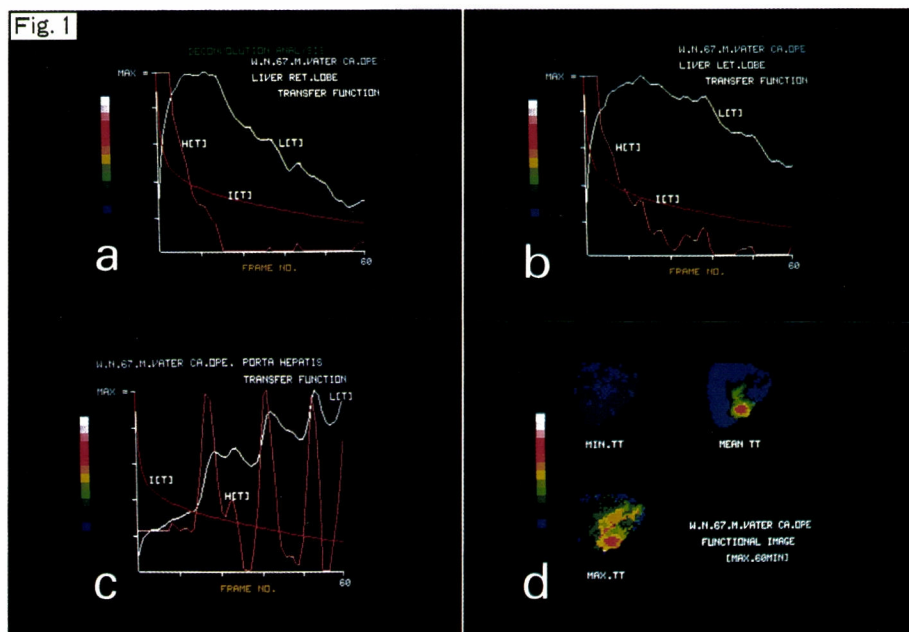 Fig. 1
DECONVOLUTION ANALYSIS
W.N.67.M.VATER CA.OPE
LIVER RET.LOBE
TRANSFER FUNCTION
MAX =
H[T]
L[T]
I[T]
a
60
FRAME NO.
W.N.67.M.VATER CA.OPE
LIVER LET.LOBE
TRANSFER FUNCTION
MAX =
L[T]
H[T]
I[T]
b
60
FRAME NO.
W.N.67.M.VATER CA.OPE. PORTA HEPATIS
TRANSFER FUNCTION
MAX =
L[T]
I[T]
H[T]
c
60
FRAME NO.
MIN.TT
MEAN TT
MAX.TT
W.N.67.M.VATER CA.OPE
FUNCTIONAL IMAGE
[MAX.60MIN]
d